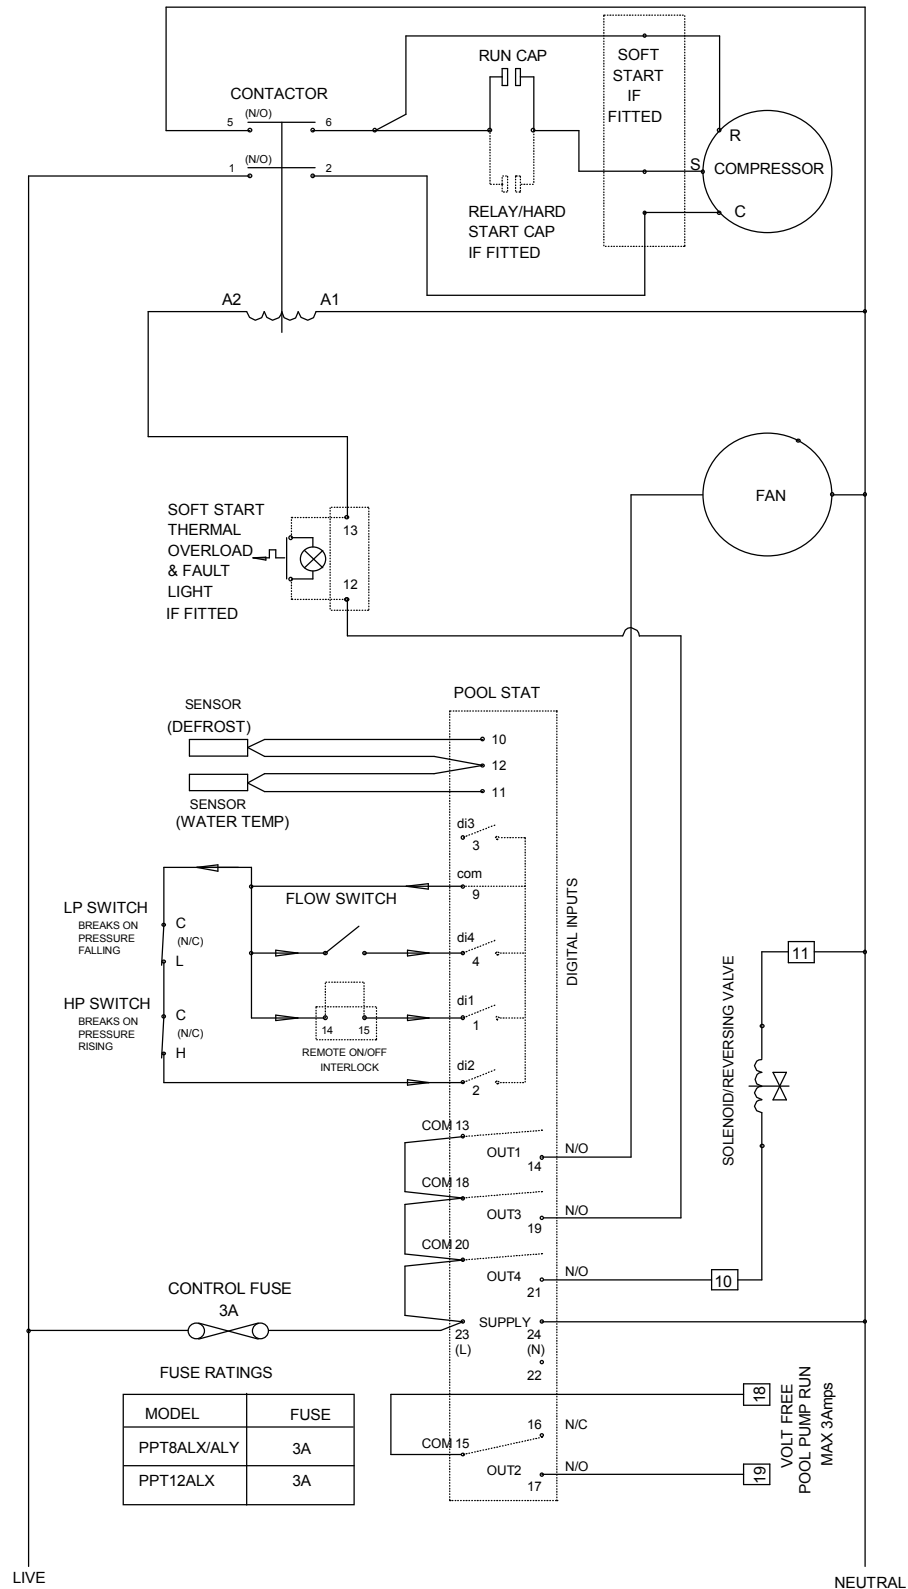 RUN CAP
SOFT
START
IF
FITTED
CONTACTOR
(N/O)
5
6
R
(N/O)
1
2
S
COMPRESSOR
C
RELAY/HARD
START CAP
IF FITTED
A2
A1
FAN
SOFT START
THERMAL
OVERLOAD
& FAULT
LIGHT
IF FITTED
13
12
POOL STAT
SENSOR
(DEFROST)
10
12
11
SENSOR
(WATER TEMP)
di3
3
com
9
FLOW SWITCH
LP SWITCH
BREAKS ON
PRESSURE
FALLING
C
(N/C)
L
di4
4
DIGITAL INPUTS
HP SWITCH
BREAKS ON
PRESSURE
RISING
C
(N/C)
H
14
15
REMOTE ON/OFF
INTERLOCK
di1
1
di2
2
11
SOLENOID/REVERSING VALVE
COM 13
OUT1
14
N/O
COM 18
OUT3
19
N/O
COM 20
OUT4
21
N/O
10
CONTROL FUSE
3A
SUPPLY
23
(L)
24
(N)
22
FUSE RATINGS
MODEL FUSE
PPT8ALX/ALY 3A
PPT12ALX 3A
16
N/C
COM 15
OUT2
17
N/O
18
19
VOLT FREE
POOL PUMP RUN
MAX 3Amps
LIVE
NEUTRAL